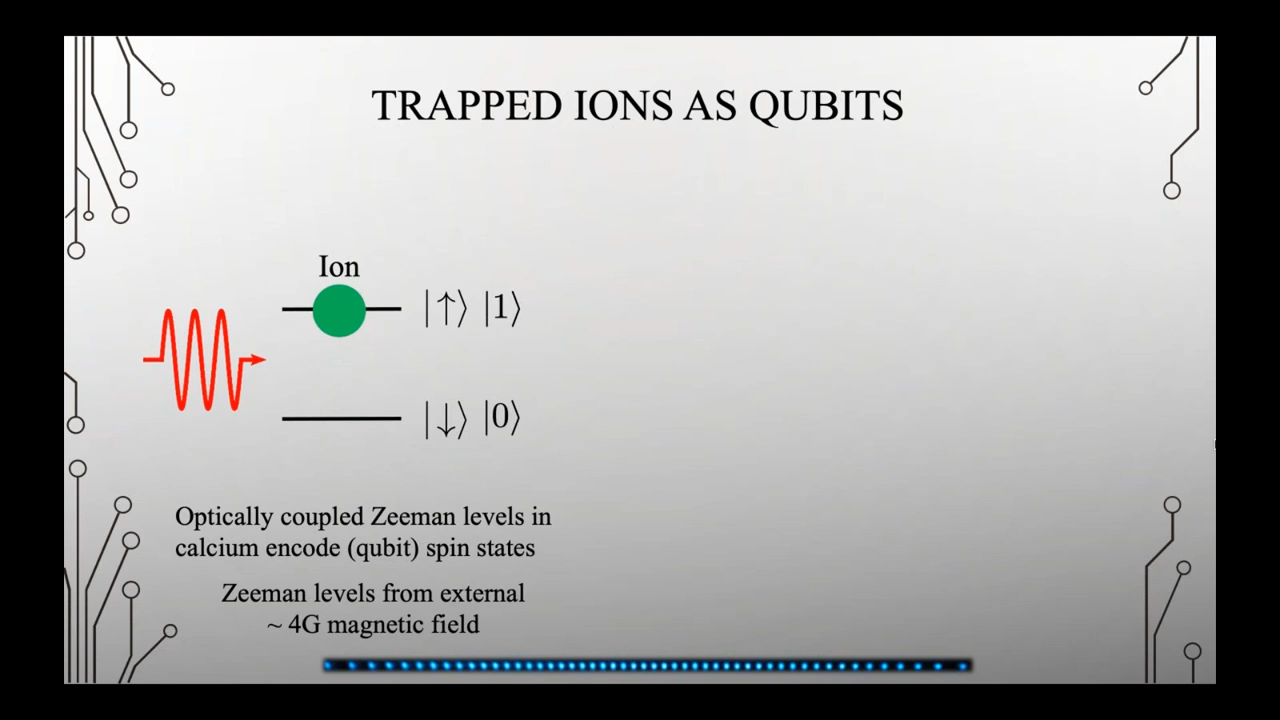 TRAPPED IONS AS QUBITS
Ion
|↑⟩ |1⟩
|↓⟩ |0⟩
Optically coupled Zeeman levels in
calcium encode (qubit) spin states
Zeeman levels from external
~ 4G magnetic field